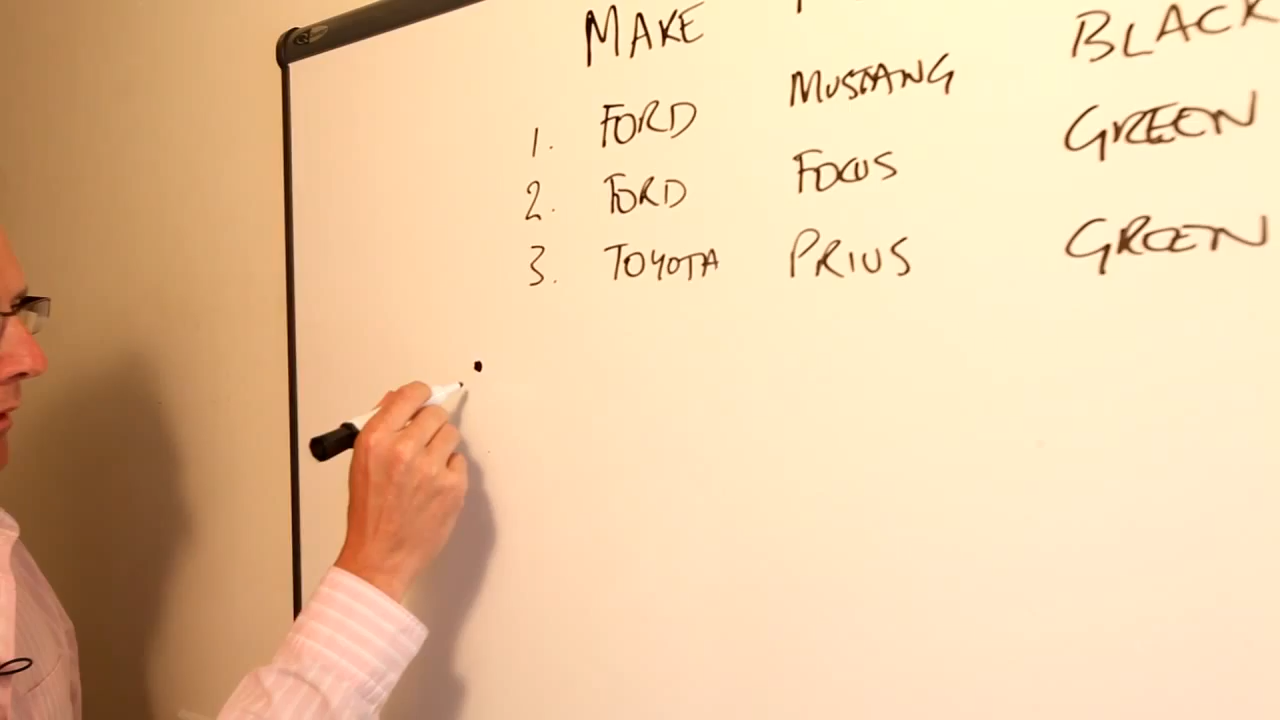 MAKE
1. FORD MUSTANG BLACK
2. FORD FOCUS GREEN
3. TOYOTA PRIUS GREEN